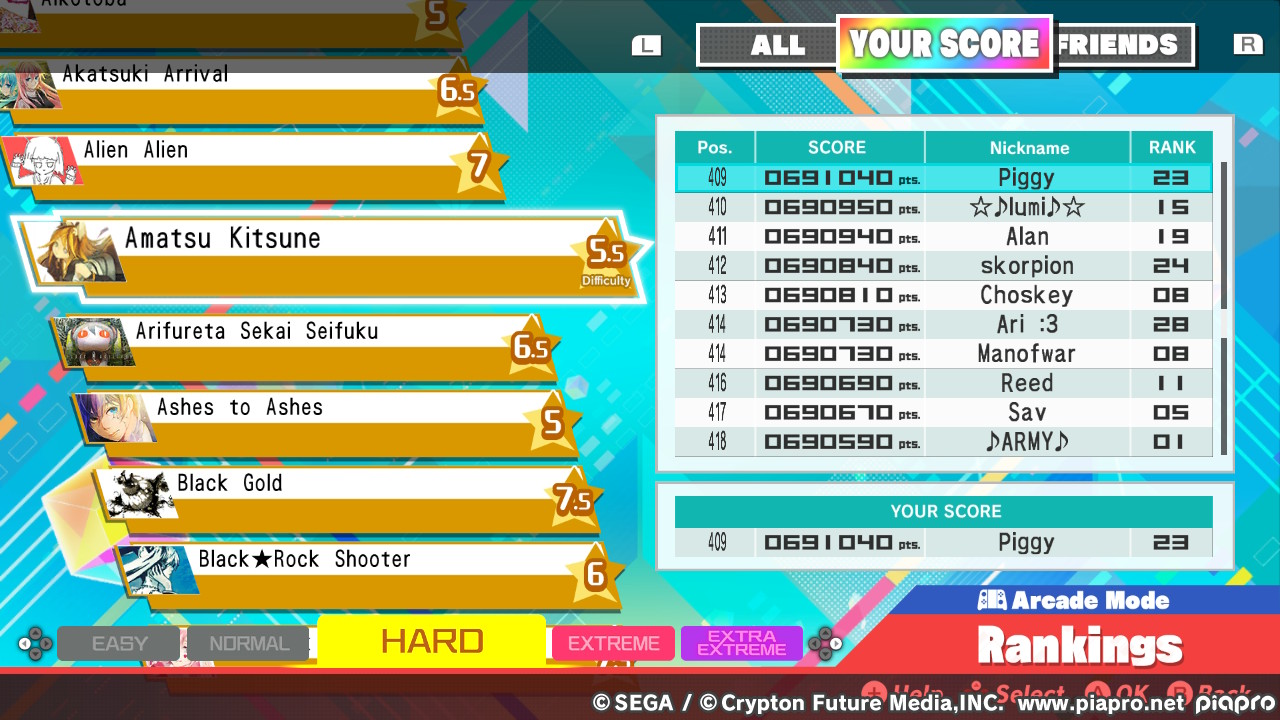 Aikotoba
5
L
ALL
YOUR SCORE
FRIENDS
R
Akatsuki Arrival
6.5
Alien Alien
7
Amatsu Kitsune
5.5
Difficulty
Arifureta Sekai Seifuku
6.5
Ashes to Ashes
5
Black Gold
7.5
Black★Rock Shooter
6
Pos. SCORE Nickname RANK
409 0691040 pts. Piggy 23
410 0690950 pts. ☆♪lumi♪☆ 15
411 0690940 pts. Alan 19
412 0690840 pts. skorpion 24
413 0690810 pts. Choskey 08
414 0690730 pts. Ari :3 28
414 0690730 pts. Manofwar 08
416 0690690 pts. Reed 11
417 0690670 pts. Sav 05
418 0690590 pts. ♪ARMY♪ 01
YOUR SCORE
409 0691040 pts. Piggy 23
Arcade Mode
Rankings
EASY
NORMAL
HARD
EXTREME
EXTRA
EXTREME
Help Select A OK B Back
© SEGA / © Crypton Future Media,INC. www.piapro.net piapro